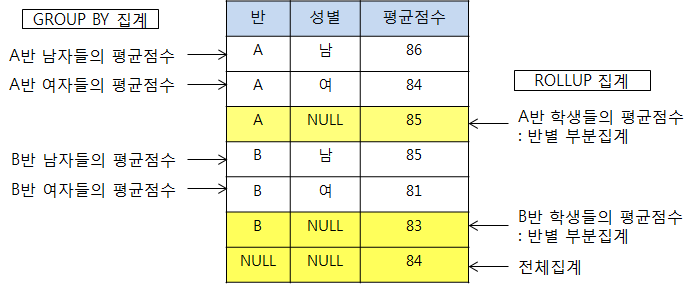 GROUP BY 집계
반 성별 평균점수
A반 남자들의 평균점수
A 남 86
A반 여자들의 평균점수
A 여 84
ROLLUP 집계
A NULL 85
A반 학생들의 평균점수
: 반별 부분집계
B반 남자들의 평균점수
B 남 85
B반 여자들의 평균점수
B 여 81
B NULL 83
B반 학생들의 평균점수
: 반별 부분집계
NULL NULL 84
전체집계